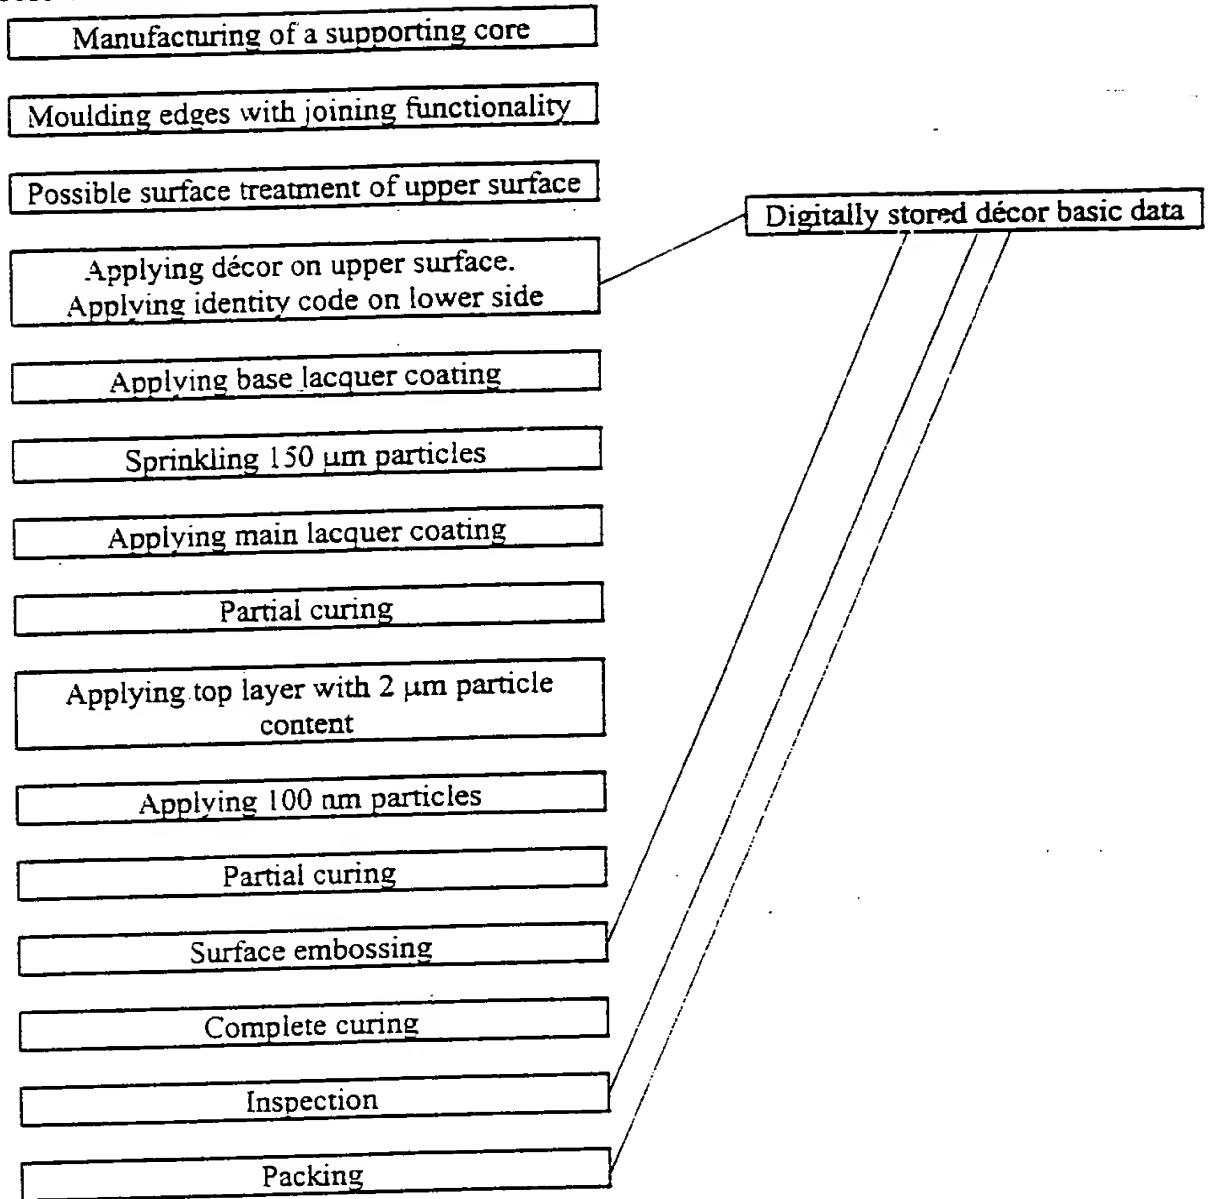 Manufacturing of a supporting core
Moulding edges with joining functionality
Possible surface treatment of upper surface
Digitally stored décor basic data
Applying décor on upper surface.
Applying identity code on lower side
Applying base lacquer coating
Sprinkling 150 µm particles
Applying main lacquer coating
Partial curing
Applying top layer with 2 µm particle
content
Applying 100 nm particles
Partial curing
Surface embossing
Complete curing
Inspection
Packing